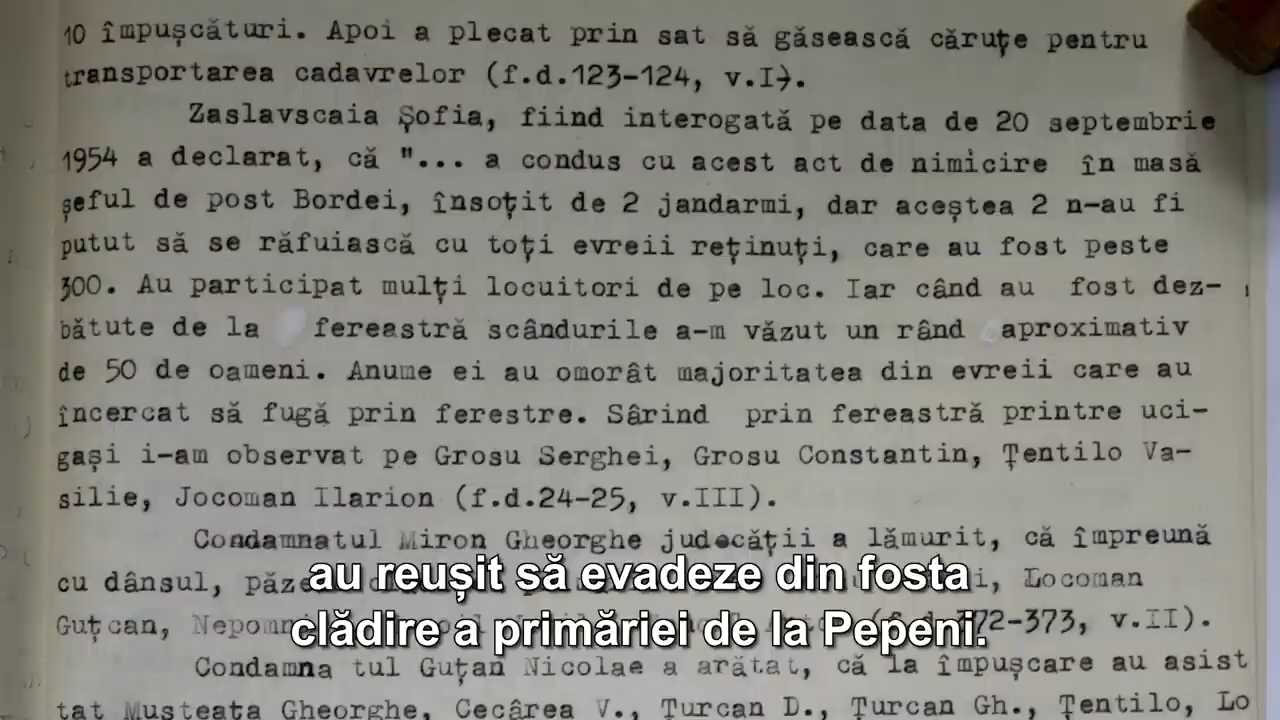 10 împușcături. Apoi a plecat prin sat să găsească căruțe pentru
transportarea cadavrelor (f.d.123-124, v.I).
Zaslavscaia Șofia, fiind interogată pe data de 20 septembrie
1954 a declarat, că "... a condus cu acest act de nimicire în masă
șeful de post Bordei, însoțit de 2 jandarmi, dar aceștea 2 n-au fi
putut să se răfuiască cu toți evreii reținuți, care au fost peste
300. Au participat mulți locuitori de pe loc. Iar când au fost dez-
bătute de la fereastră scândurile a-m văzut un rând aproximativ
de 50 de oameni. Anume ei au omorât majoritatea din evreii care au
încercat să fugă prin ferestre. Sârind prin fereastră printre uci-
gași i-am observat pe Grosu Serghei, Grosu Constantin, Țentilo Va-
silie, Jocoman Ilarion (f.d.24-25, v.III).
Condamnatul Miron Gheorghe judecății a lămurit, că împreună
cu dânsul, Locoman
Guțcan, 372-373, v.II).
au reușit să evadeze din fosta
clădire a primăriei de la Pepeni.
Condamna tul Guțan Nicolae a arătat, că la împușcare au asist
tat Musteața Gheorghe, Cecârea V., Țurcan D., Țurcan Gh., Țentilo, Lo